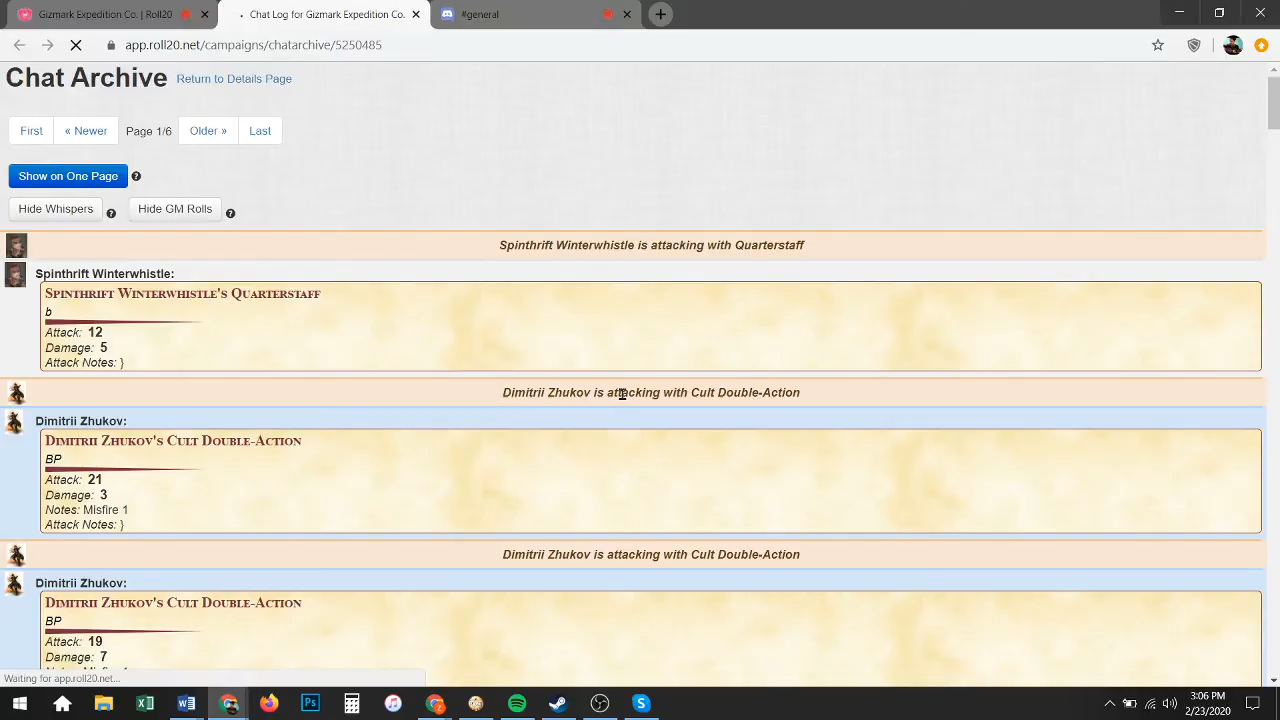 Gizmark Expedition Co. | Roll20
Chat Log for Gizmark Expedition Co.
#general
app.roll20.net/campaigns/chatarchive/5250485
Chat Archive Return to Details Page
First « Newer Page 1/6 Older » Last
Show on One Page
Hide Whispers Hide GM Rolls
Spinthrift Winterwhistle is attacking with Quarterstaff
Spinthrift Winterwhistle:
Spinthrift Winterwhistle's Quarterstaff
b
Attack: 12
Damage: 5
Attack Notes: }
Dimitrii Zhukov is attacking with Cult Double-Action
Dimitrii Zhukov:
Dimitrii Zhukov's Cult Double-Action
BP
Attack: 21
Damage: 3
Notes: Misfire 1
Attack Notes: }
Dimitrii Zhukov is attacking with Cult Double-Action
Dimitrii Zhukov:
Dimitrii Zhukov's Cult Double-Action
BP
Attack: 19
Damage: 7
Notes: Misfire 1
Waiting for app.roll20.net...
3:06 PM
2/23/2020